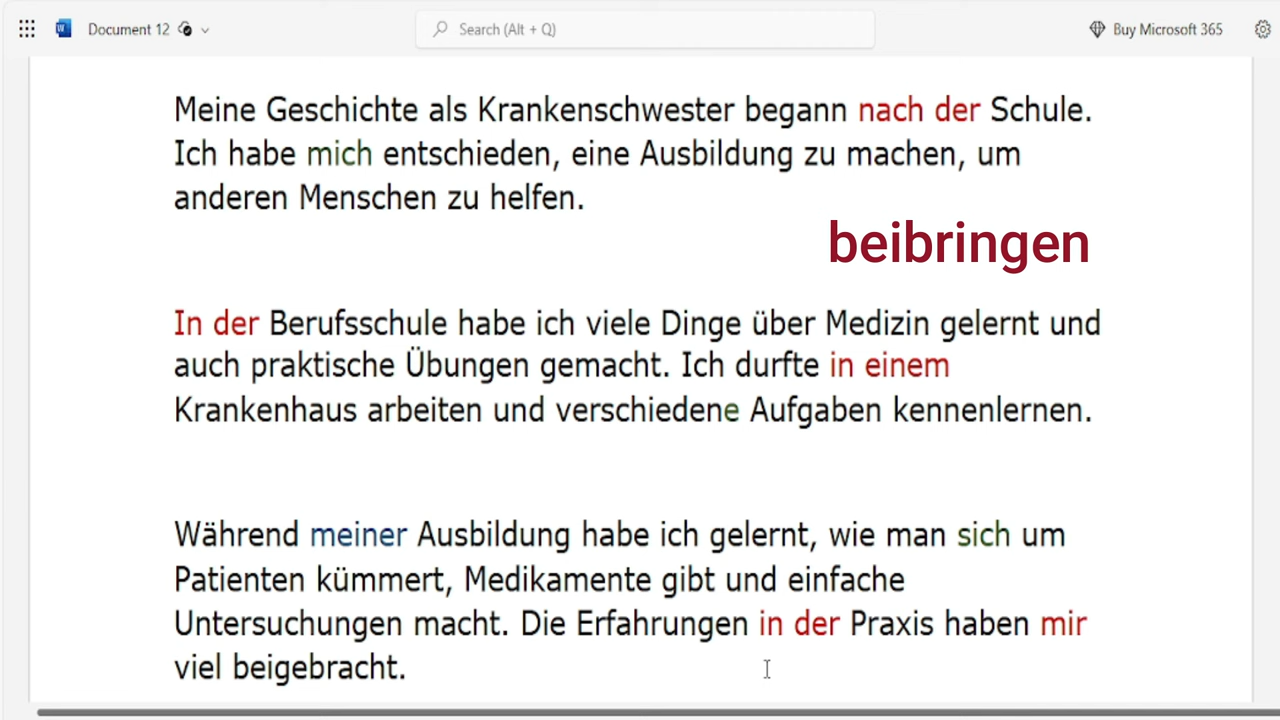 Document 12
Search (Alt + Q)
Buy Microsoft 365
Meine Geschichte als Krankenschwester begann nach der Schule.
Ich habe mich entschieden, eine Ausbildung zu machen, um
anderen Menschen zu helfen.
beibringen
In der Berufsschule habe ich viele Dinge über Medizin gelernt und
auch praktische Übungen gemacht. Ich durfte in einem
Krankenhaus arbeiten und verschiedene Aufgaben kennenlernen.
Während meiner Ausbildung habe ich gelernt, wie man sich um
Patienten kümmert, Medikamente gibt und einfache
Untersuchungen macht. Die Erfahrungen in der Praxis haben mir
viel beigebracht.